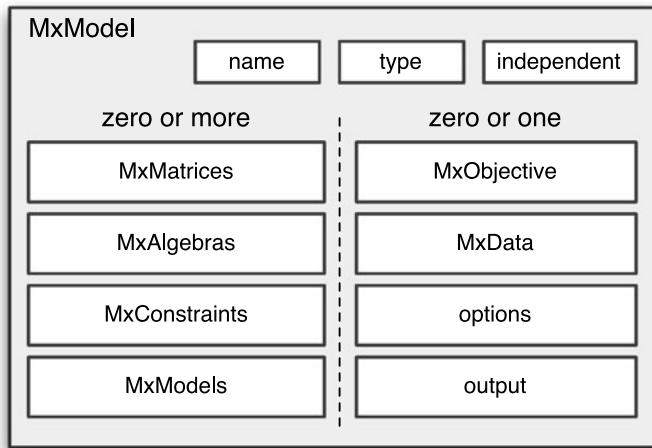 MxModel
name type independent
zero or more zero or one
MxMatrices MxObjective
MxAlgebras MxData
MxConstraints options
MxModels output